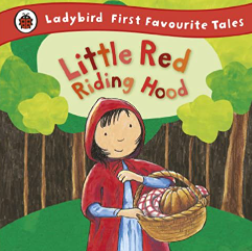 Ladybird First Favourite Tales
Little Red
Riding Hood